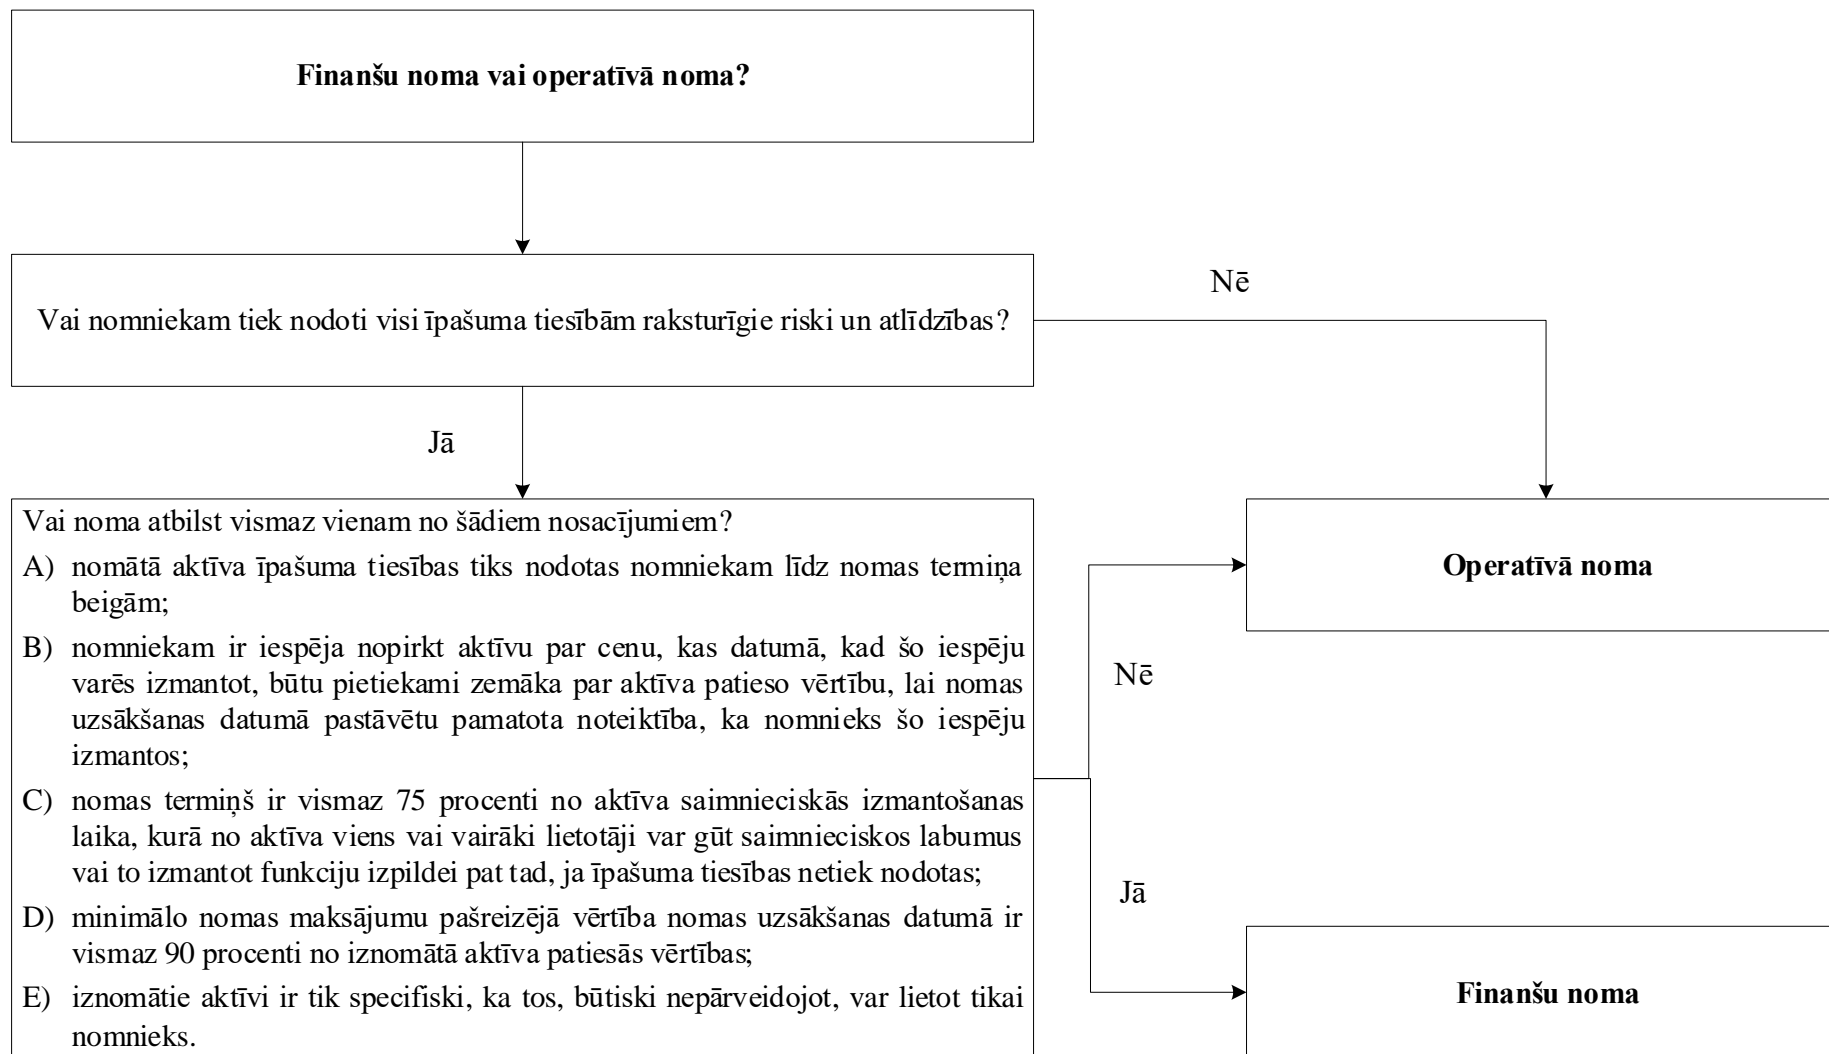 Finanšu noma vai operatīvā noma?
Vai nomniekam tiek nodoti visi īpašuma tiesībām raksturīgie riski un atlīdzības?
Nē
Jā
Vai noma atbilst vismaz vienam no šādiem nosacījumiem?
A) nomātā aktīva īpašuma tiesības tiks nodotas nomniekam līdz nomas termiņa
beigām;
B) nomniekam ir iespēja nopirkt aktīvu par cenu, kas datumā, kad šo iespēju
varēs izmantot, būtu pietiekami zemāka par aktīva patieso vērtību, lai nomas
uzsākšanas datumā pastāvētu pamatota noteiktība, ka nomnieks šo iespēju
izmantos;
C) nomas termiņš ir vismaz 75 procenti no aktīva saimnieciskās izmantošanas
laika, kurā no aktīva viens vai vairāki lietotāji var gūt saimnieciskos labumus
vai to izmantot funkciju izpildei pat tad, ja īpašuma tiesības netiek nodotas;
D) minimālo nomas maksājumu pašreizējā vērtība nomas uzsākšanas datumā ir
vismaz 90 procenti no iznomātā aktīva patiesās vērtības;
E) iznomātie aktīvi ir tik specifiski, ka tos, būtiski nepārveidojot, var lietot tikai
nomnieks.
Nē
Jā
Operatīvā noma
Finanšu noma